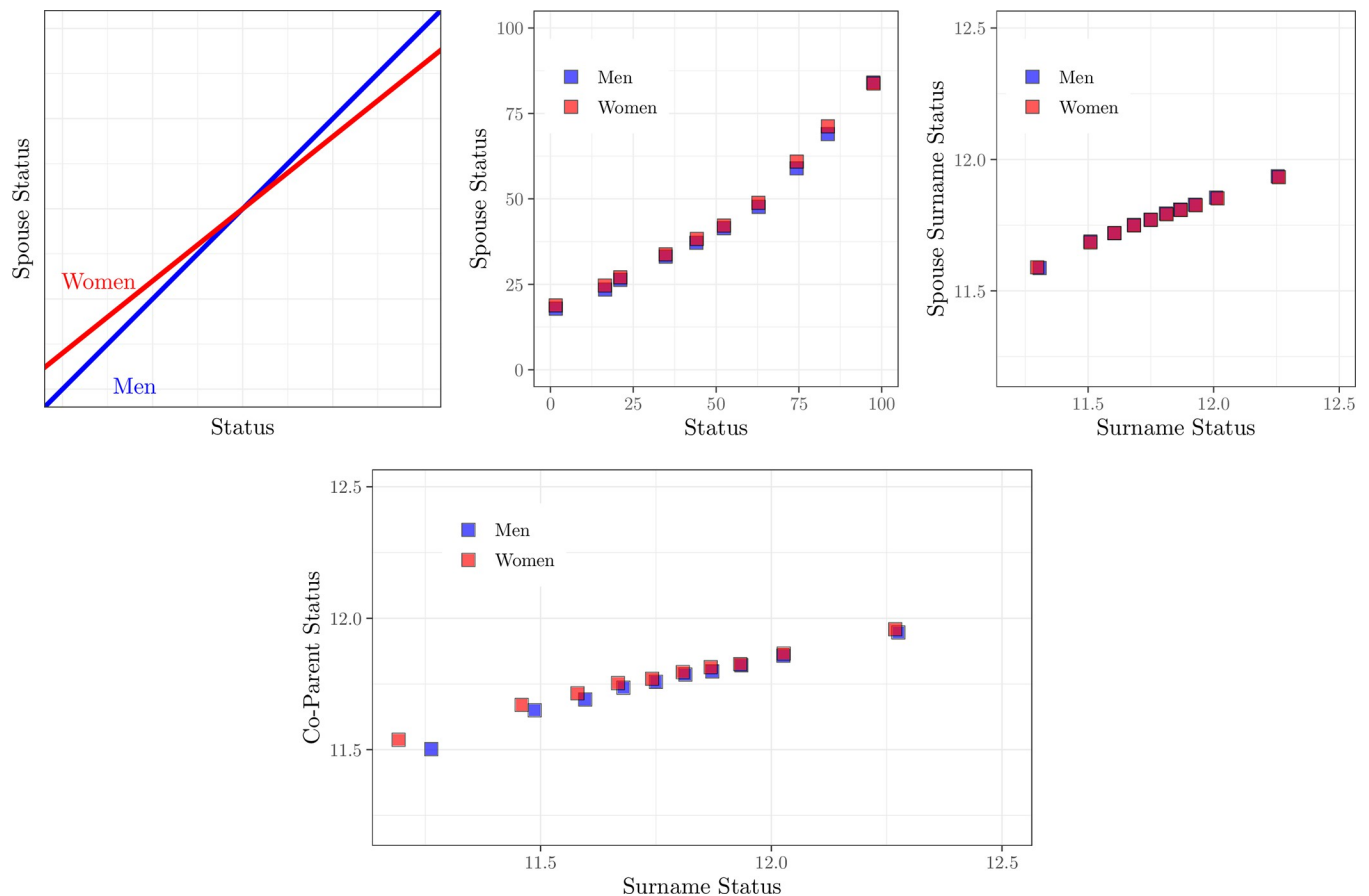 Spouse Status
Women
Men
Status
Spouse Status
100
75
50
25
0
Men
Women
0 25 50 75 100
Status
Spouse Surname Status
12.5
12.0
11.5
Men
Women
11.5 12.0 12.5
Surname Status
Co-Parent Status
12.5
12.0
11.5
Men
Women
11.5 12.0 12.5
Surname Status